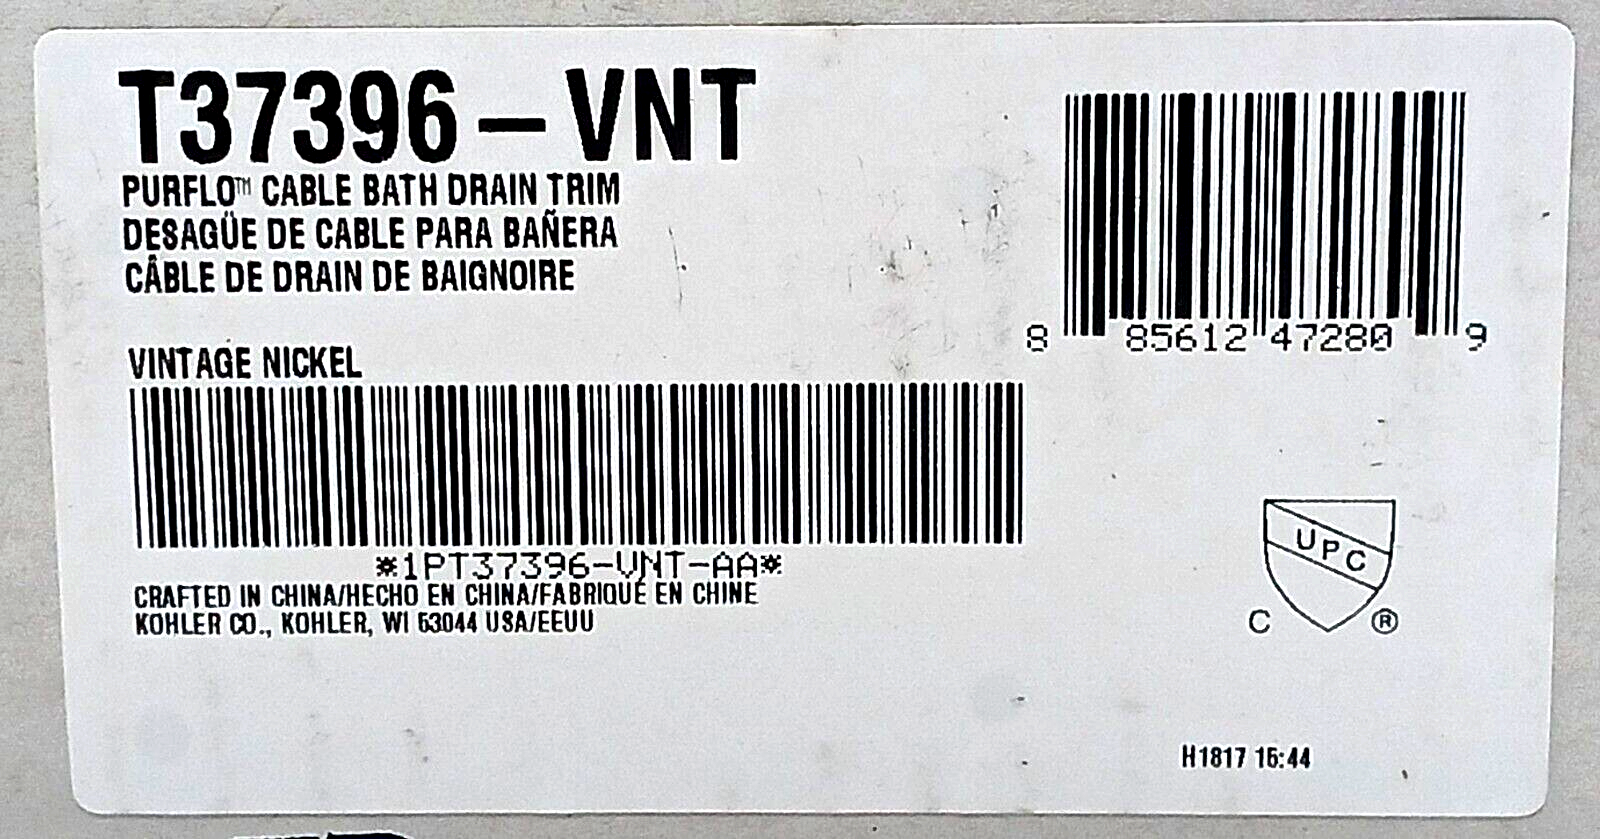 T37396-VNT
PURFLO™ CABLE BATH DRAIN TRIM
DESAGÜE DE CABLE PARA BAÑERA
CÂBLE DE DRAIN DE BAIGNOIRE
VINTAGE NICKEL
*1PT37396-VNT-AA*
CRAFTED IN CHINA/HECHO EN CHINA/FABRIQUÉ EN CHINE
KOHLER CO., KOHLER, WI 53044 USA/EEUU
8 85612 47280 9
UPC
C ®
H1817 15:44